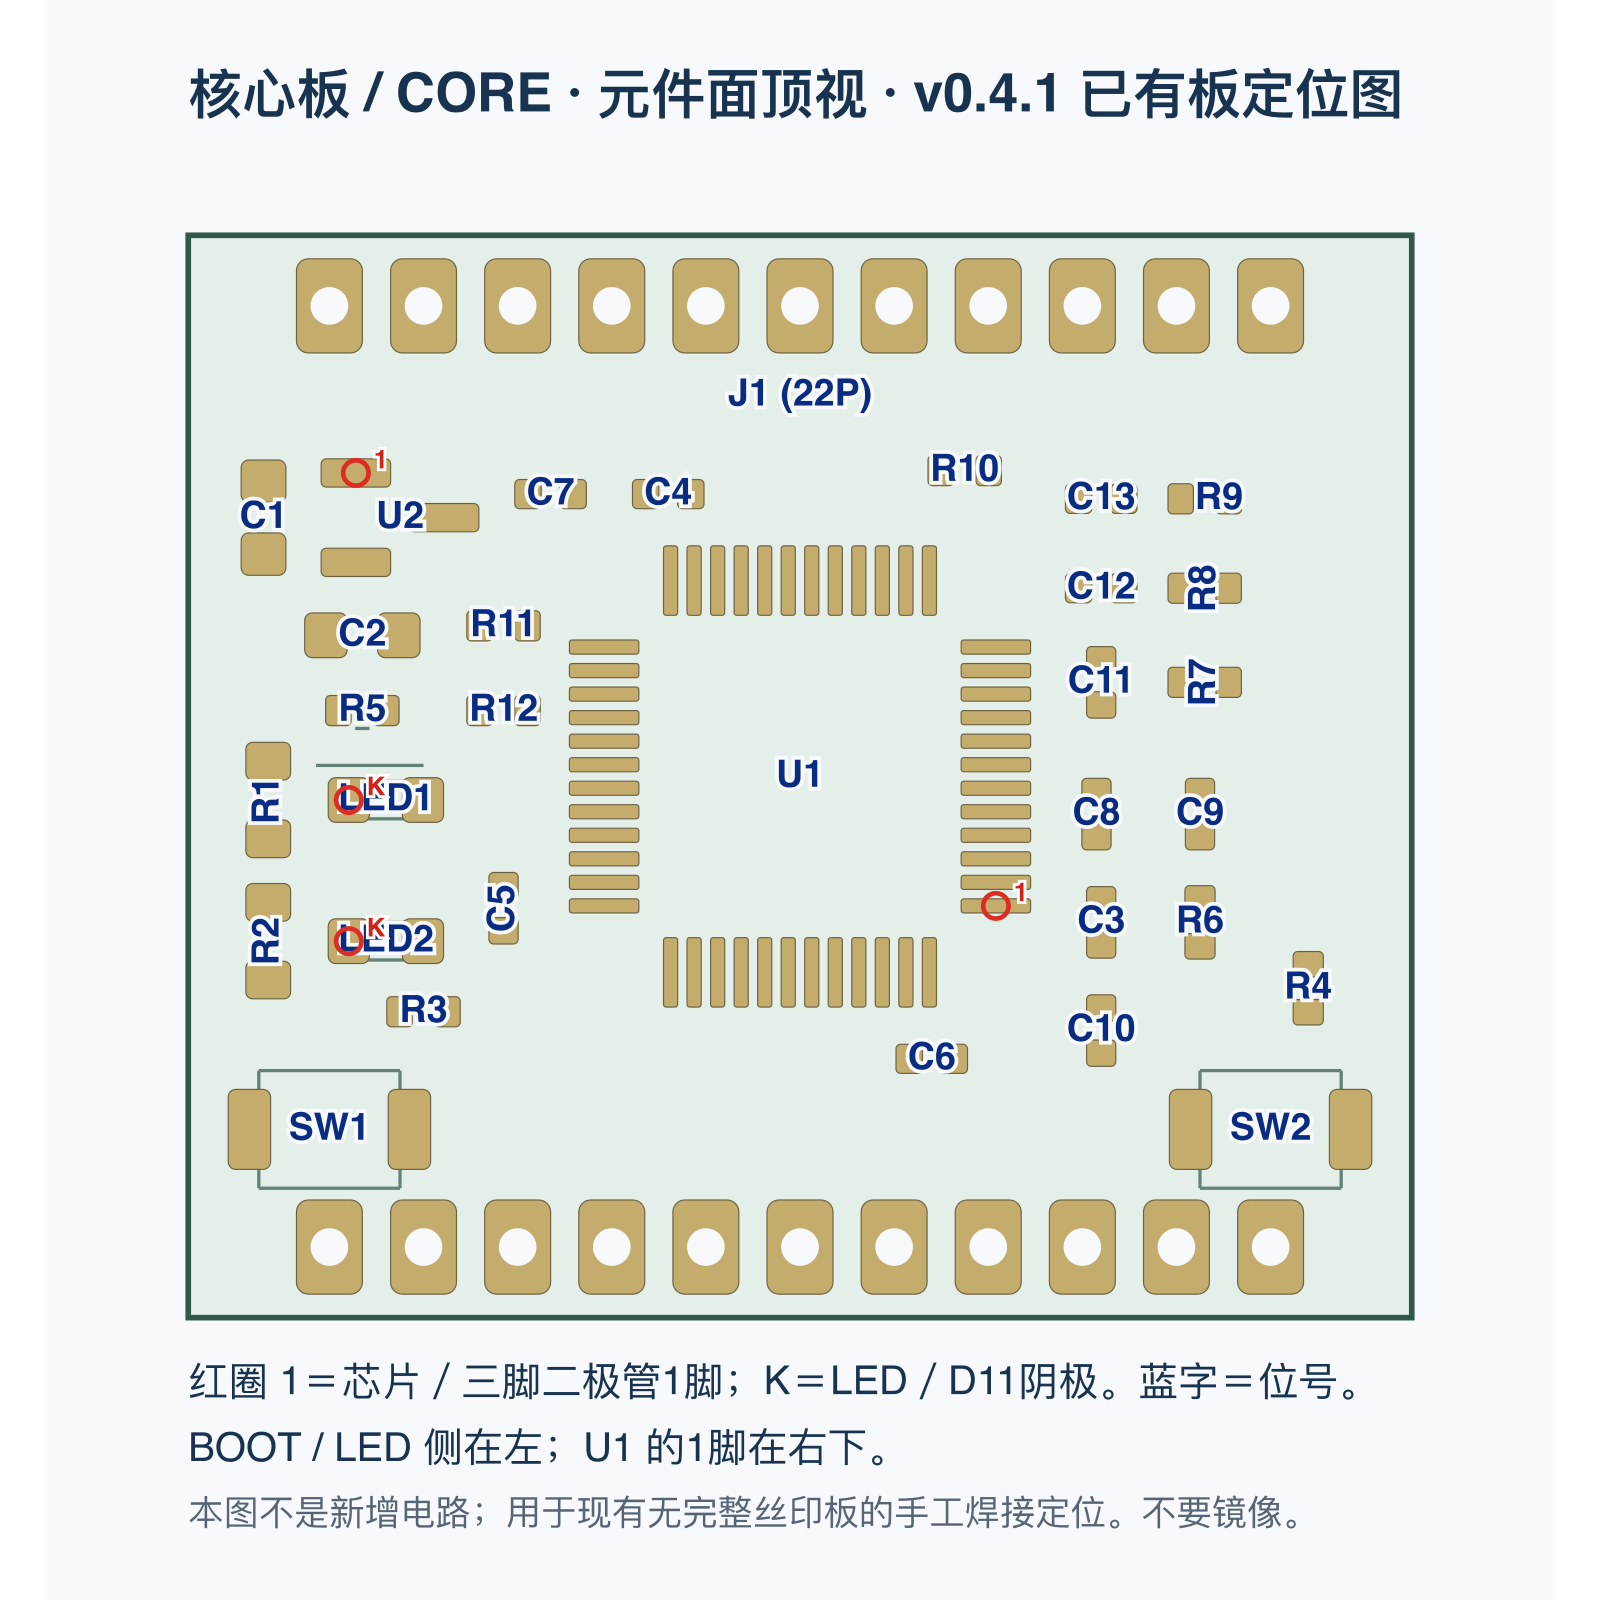 核心板 / CORE · 元件面顶视 · v0.4.1 已有板定位图
J1 (22P)
1
R10
C7
C4
C13
R9
C1
U2
C12
R8
R11
C2
C11
R7
R5
R12
U1
K
LED1
R1
C8
C9
1
C5
K
LED2
R2
C3
R6
R4
R3
C10
C6
SW1
SW2
红圈 1＝芯片 / 三脚二极管1脚；K＝LED / D11阴极。蓝字＝位号。
BOOT / LED 侧在左；U1 的1脚在右下。
本图不是新增电路；用于现有无完整丝印板的手工焊接定位。不要镜像。